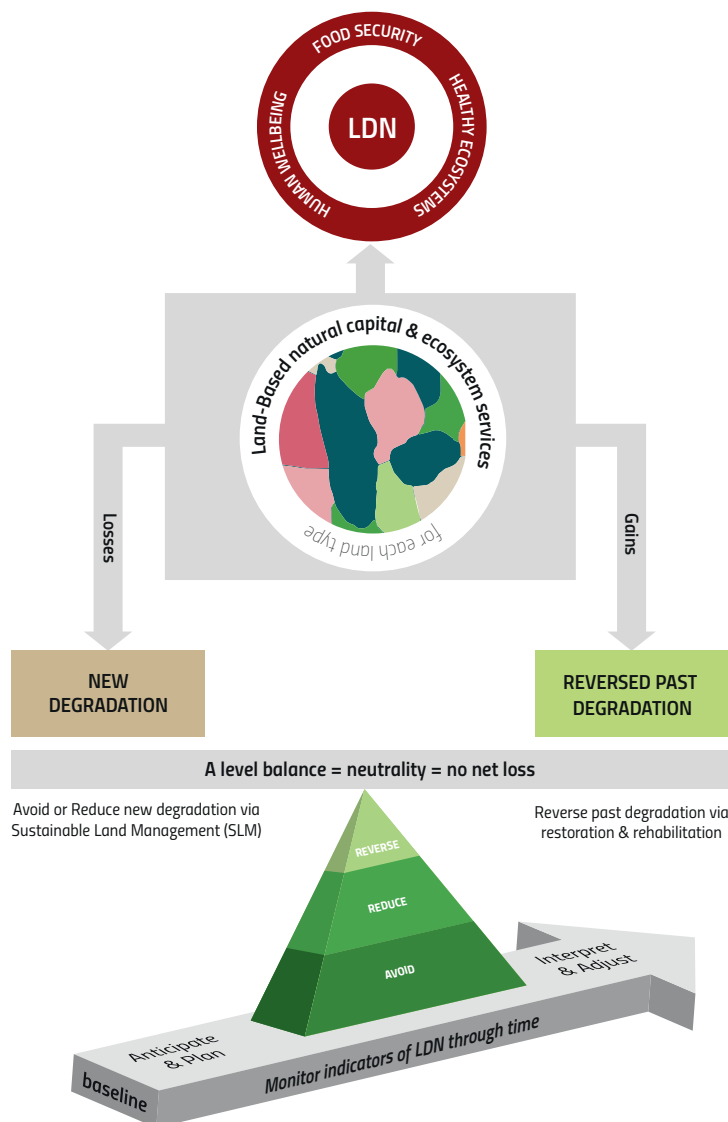 FOOD SECURITY
HUMAN WELLBEING
HEALTHY ECOSYSTEMS
LDN
Land-Based natural capital & ecosystem services
for each land type
Losses
Gains
NEW
DEGRADATION
REVERSED PAST
DEGRADATION
A level balance = neutrality = no net loss
Avoid or Reduce new degradation via
Sustainable Land Management (SLM)
Reverse past degradation via
restoration & rehabilitation
REVERSE
REDUCE
AVOID
Interpret
& Adjust
Anticipate
& Plan
Monitor indicators of LDN through time
baseline